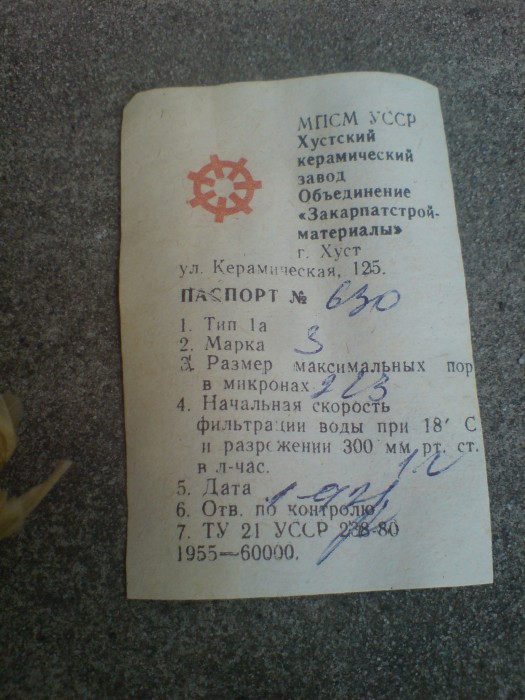 МПСМ УССР
Хустский
керамический
завод
Объединение
«Закарпатстрой-
материалы»
г. Хуст
ул. Керамическая, 125.
ПАСПОРТ № 630
1. Тип 1а
2. Марка 3
3. Размер максимальных пор
в микронах
4. Начальная скорость
фильтрации воды при 18° С
и разрежении 300 мм рт. ст.
в л-час.
5. Дата
6. Отв. по контролю
7. ТУ 21 УССР 238-80
1955—60000.